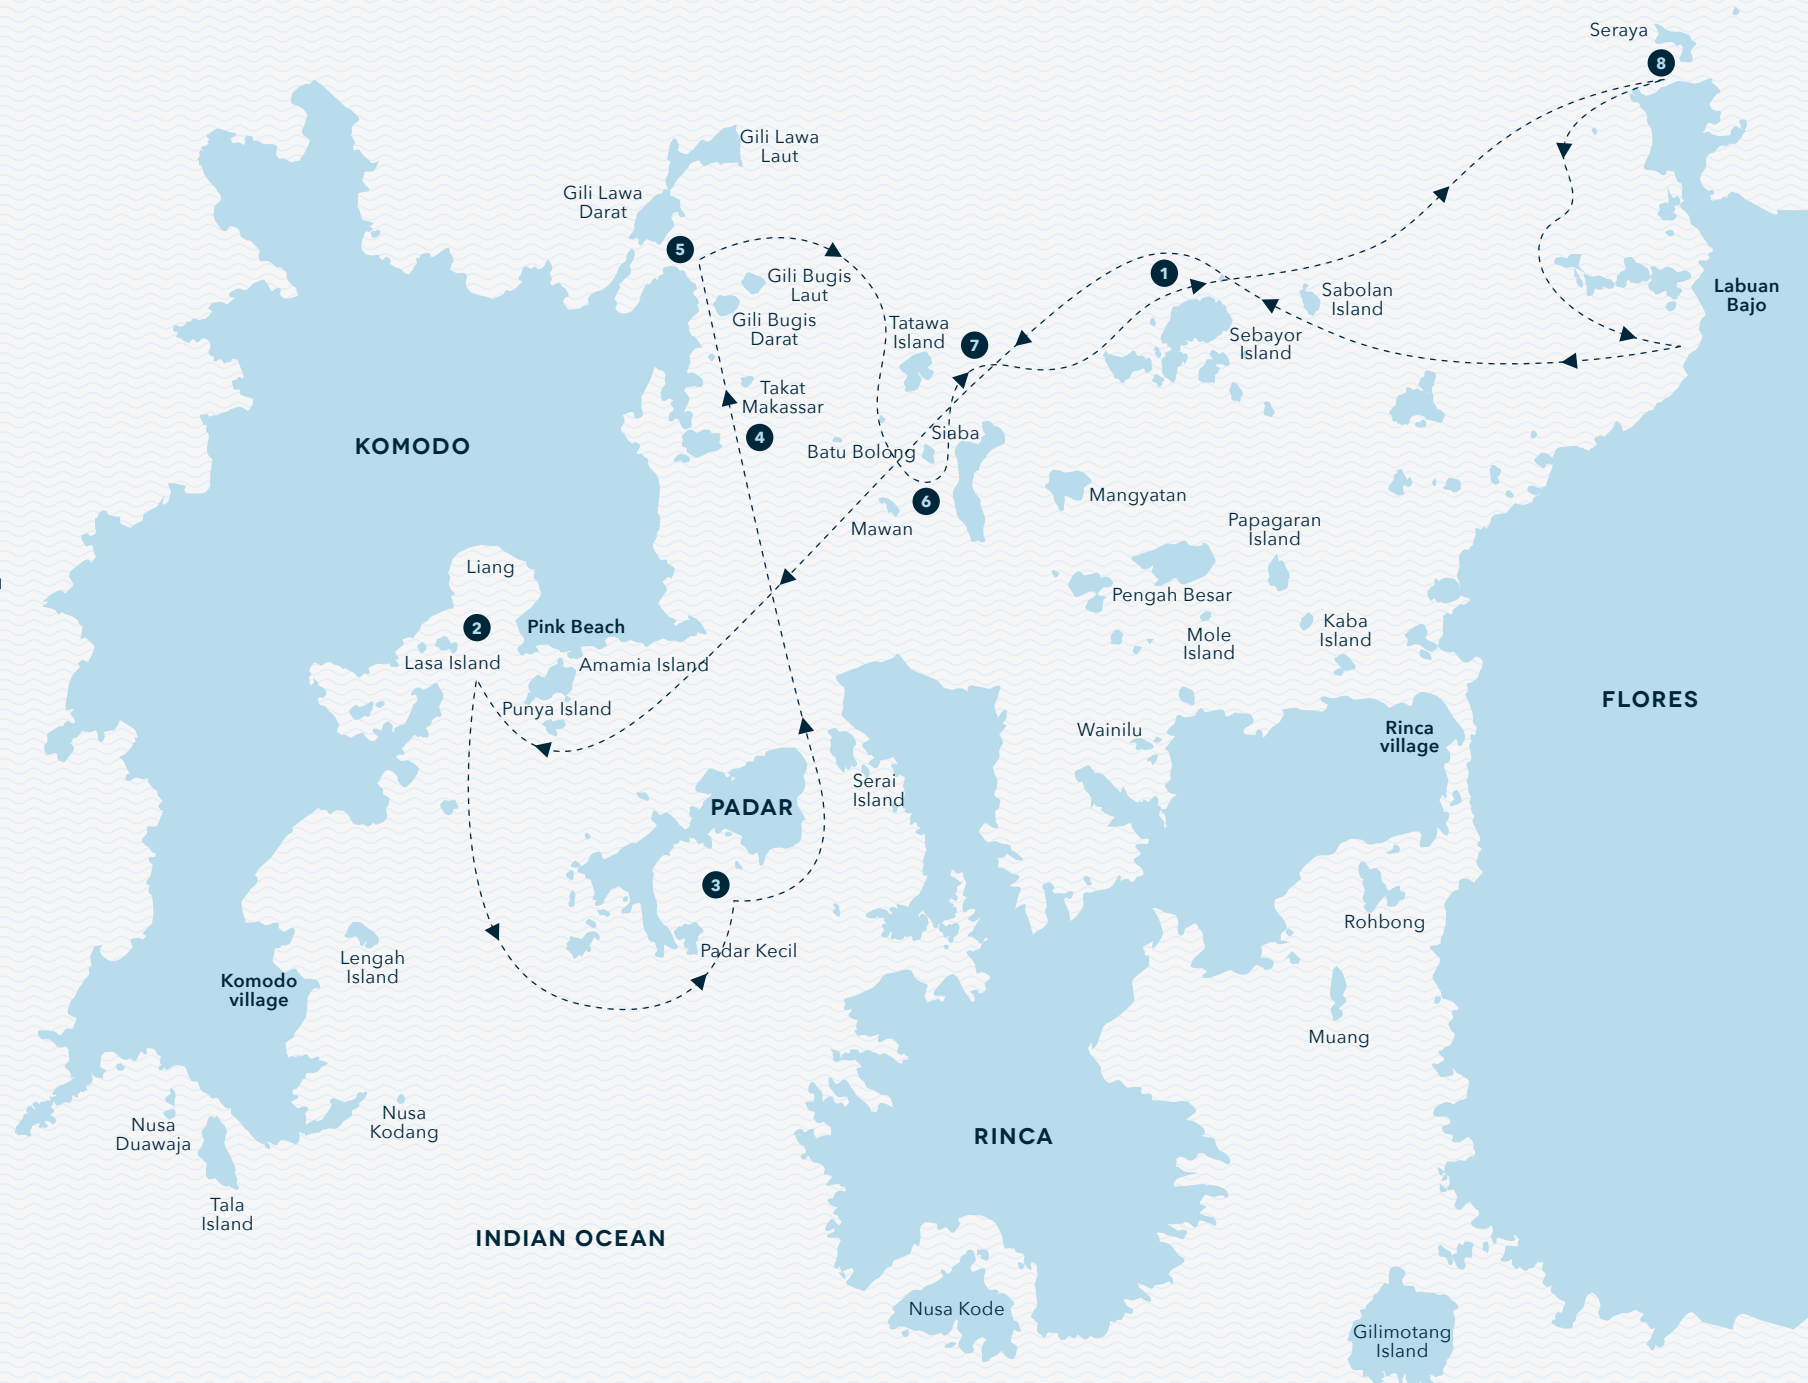 Seraya
8
Gili Lawa
Laut
Gili Lawa
Darat
5
Gili Bugis
Laut
Gili Bugis
Darat
1
Sabolan
Island
Labuan
Bajo
Tatawa
Island
7
Sebayor
Island
Takat
Makassar
4
KOMODO
Siaba
Batu Bolong
6
Mawan
Mangyatan
Papagaran
Island
Liang
2
Pink Beach
Pengah Besar
Lasa Island
Amamia Island
Mole
Island
Kaba
Island
Punya Island
FLORES
Wainilu
Rinca
village
PADAR
Serai
Island
3
Padar Kecil
Rohbong
Lengah
Island
Komodo
village
Muang
Nusa
Duawaja
Nusa
Kodang
RINCA
Tala
Island
INDIAN OCEAN
Nusa Kode
Gilimotang
Island